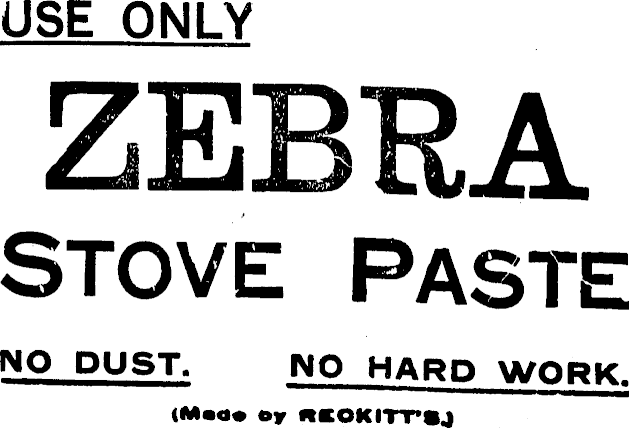 USE ONLY
ZEBRA
STOVE PASTE
NO DUST. NO HARD WORK.
(Made by RECKITT'S.)